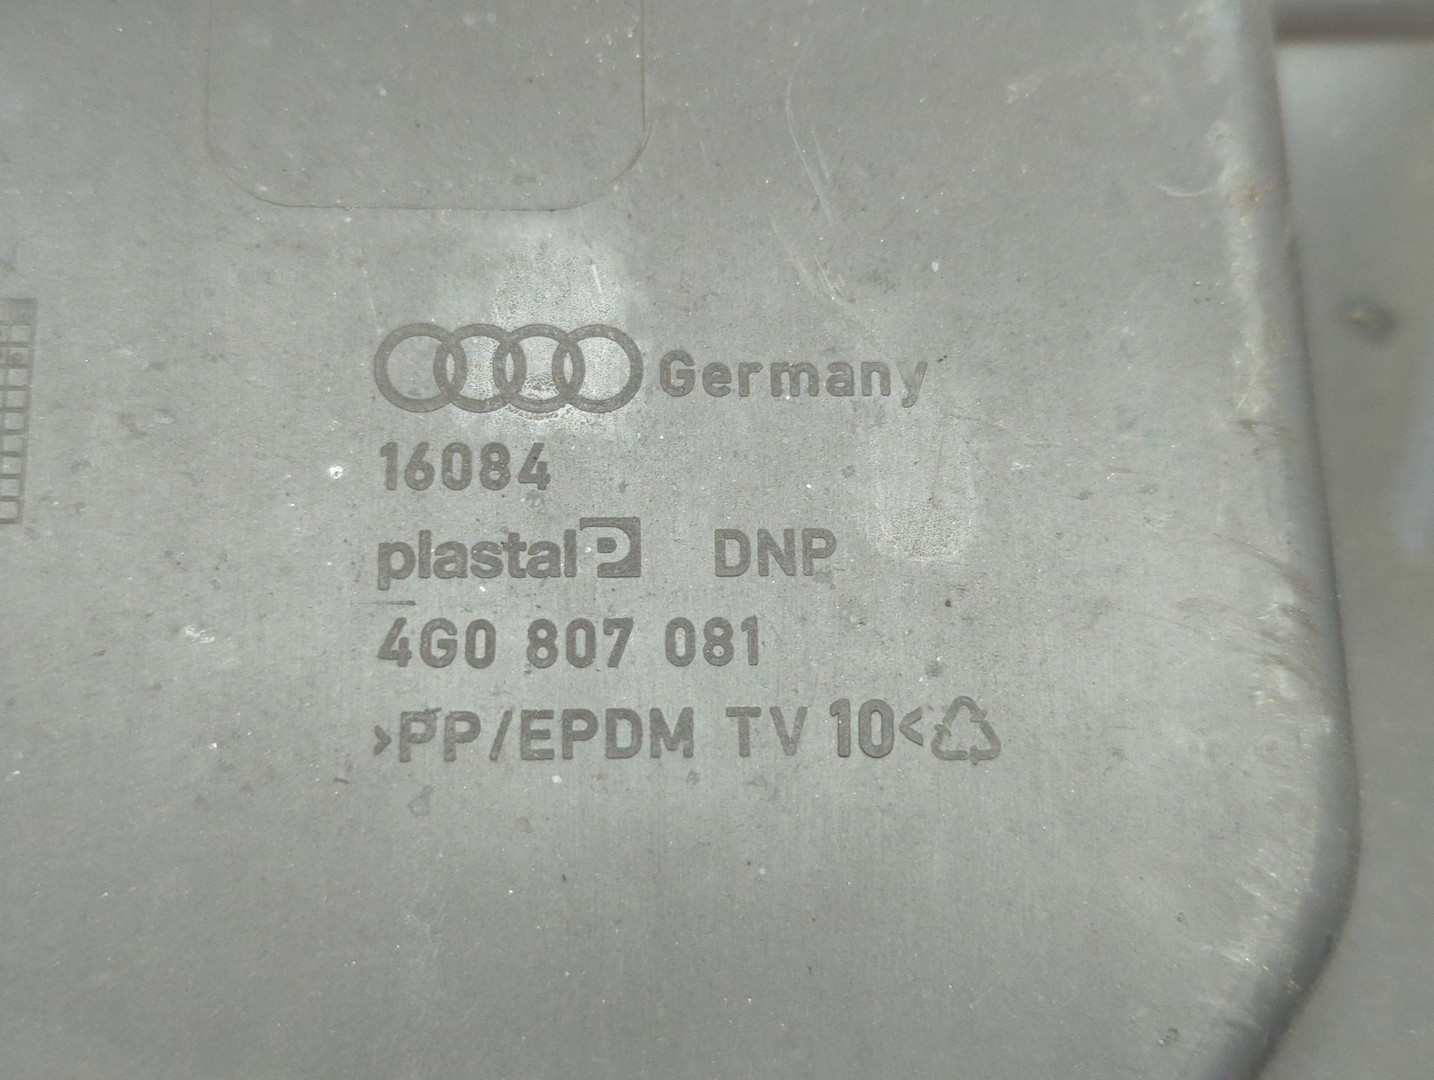 Germany
16084
plastal DNP
4G0 807 081
>PP/EPDM TV 10<